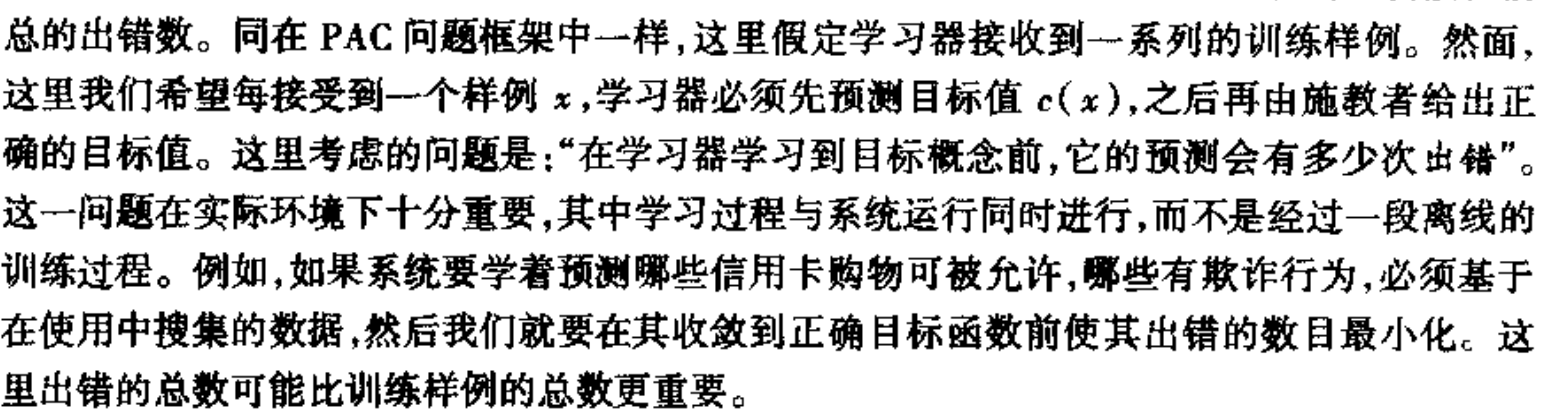 总的出错数。同在 PAC 问题框架中一样,这里假定学习器接收到一系列的训练样例。然而,
这里我们希望每接受到一个样例 x,学习器必须先预测目标值 c(x),之后再由施教者给出正
确的目标值。这里考虑的问题是:“在学习器学习到目标概念前,它的预测会有多少次出错”。
这一问题在实际环境下十分重要,其中学习过程与系统运行同时进行,而不是经过一段离线的
训练过程。例如,如果系统要学着预测哪些信用卡购物可被允许,哪些有欺诈行为,必须基于
在使用中搜集的数据,然后我们就要在其收敛到正确目标函数前使其出错的数目最小化。这
里出错的总数可能比训练样例的总数更重要。